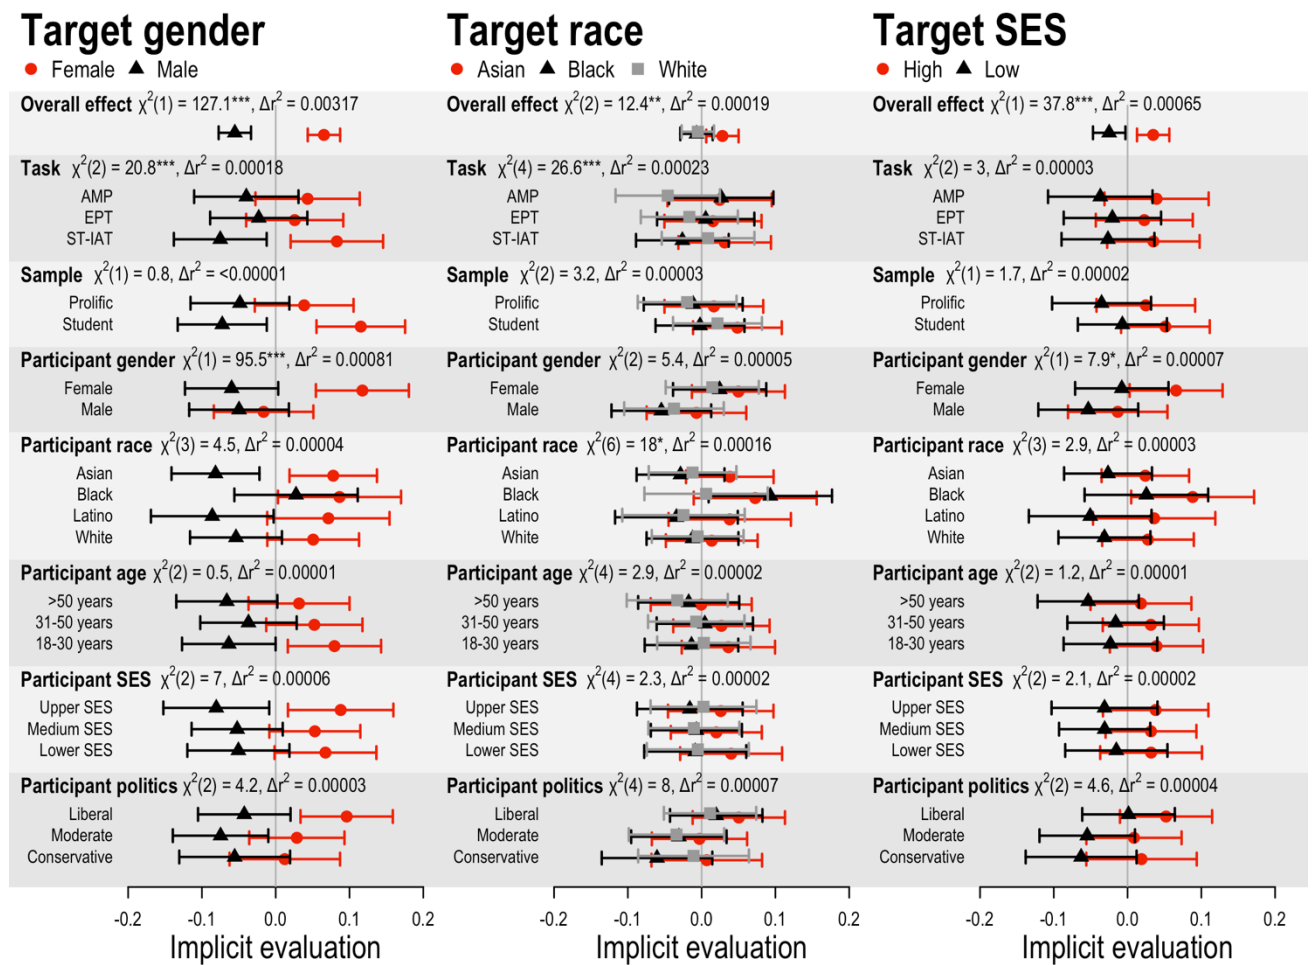 Target gender
Female Male
Overall effect χ²(1) = 127.1***, Δr² = 0.00317
Task χ²(2) = 20.8***, Δr² = 0.00018
AMP
EPT
ST-IAT
Sample χ²(1) = 0.8, Δr² = <0.00001
Prolific
Student
Participant gender χ²(1) = 95.5***, Δr² = 0.00081
Female
Male
Participant race χ²(3) = 4.5, Δr² = 0.00004
Asian
Black
Latino
White
Participant age χ²(2) = 0.5, Δr² = 0.00001
>50 years
31-50 years
18-30 years
Participant SES χ²(2) = 7, Δr² = 0.00006
Upper SES
Medium SES
Lower SES
Participant politics χ²(2) = 4.2, Δr² = 0.00003
Liberal
Moderate
Conservative
-0.2 -0.1 0.0 0.1 0.2
Implicit evaluation
Target race
Asian Black White
Overall effect χ²(2) = 12.4**, Δr² = 0.00019
Task χ²(4) = 26.6***, Δr² = 0.00023
AMP
EPT
ST-IAT
Sample χ²(2) = 3.2, Δr² = 0.00003
Prolific
Student
Participant gender χ²(2) = 5.4, Δr² = 0.00005
Female
Male
Participant race χ²(6) = 18*, Δr² = 0.00016
Asian
Black
Latino
White
Participant age χ²(4) = 2.9, Δr² = 0.00002
>50 years
31-50 years
18-30 years
Participant SES χ²(4) = 2.3, Δr² = 0.00002
Upper SES
Medium SES
Lower SES
Participant politics χ²(4) = 8, Δr² = 0.00007
Liberal
Moderate
Conservative
-0.2 -0.1 0.0 0.1 0.2
Implicit evaluation
Target SES
High Low
Overall effect χ²(1) = 37.8***, Δr² = 0.00065
Task χ²(2) = 3, Δr² = 0.00003
AMP
EPT
ST-IAT
Sample χ²(1) = 1.7, Δr² = 0.00002
Prolific
Student
Participant gender χ²(1) = 7.9*, Δr² = 0.00007
Female
Male
Participant race χ²(3) = 2.9, Δr² = 0.00003
Asian
Black
Latino
White
Participant age χ²(2) = 1.2, Δr² = 0.00001
>50 years
31-50 years
18-30 years
Participant SES χ²(2) = 2.1, Δr² = 0.00002
Upper SES
Medium SES
Lower SES
Participant politics χ²(2) = 4.6, Δr² = 0.00004
Liberal
Moderate
Conservative
-0.2 -0.1 0.0 0.1 0.2
Implicit evaluation